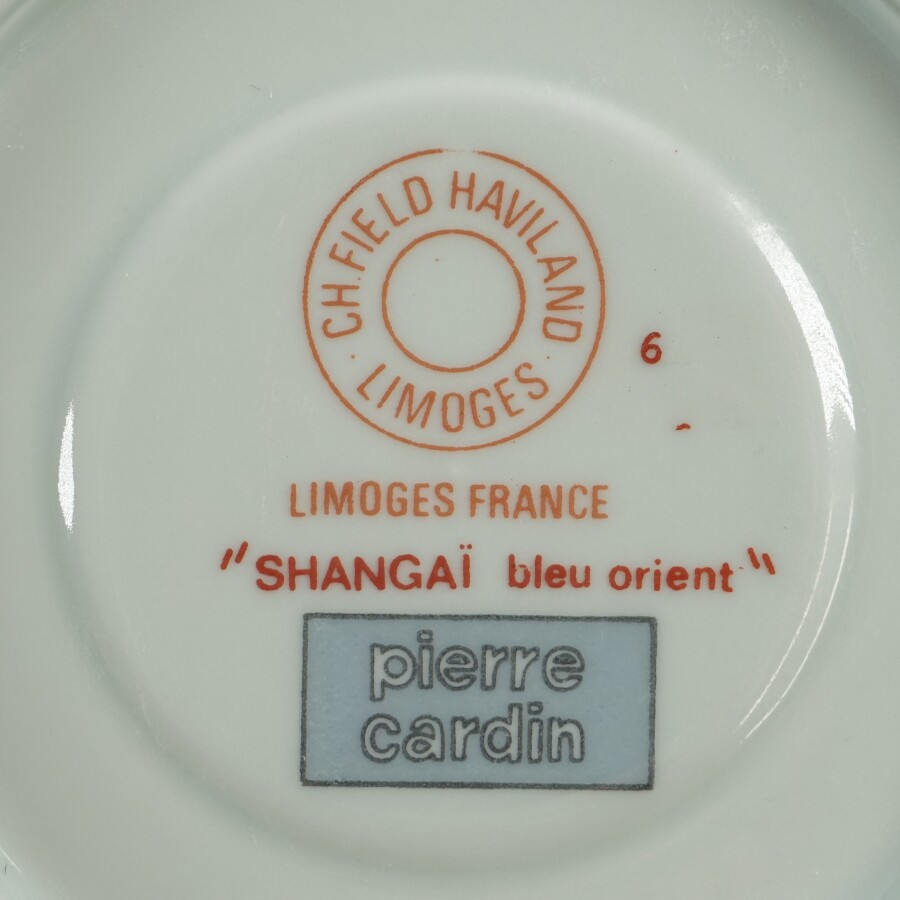 CH. FIELD HAVILAND
· LIMOGES ·
6
LIMOGES FRANCE
"SHANGAÏ bleu orient"
pierre
cardin